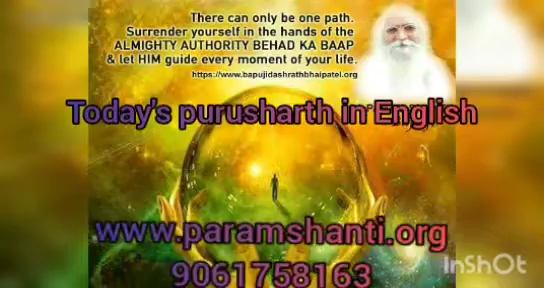 There can only be one path.
Surrender yourself in the hands of the
ALMIGHTY AUTHORITY BEHAD KA BAAP
& let HIM guide every moment of your life.
https://www.bapujidashrathbhaipatel.org
Today's purusharth in English
www.paramshanti.org
9061758163
InShOt